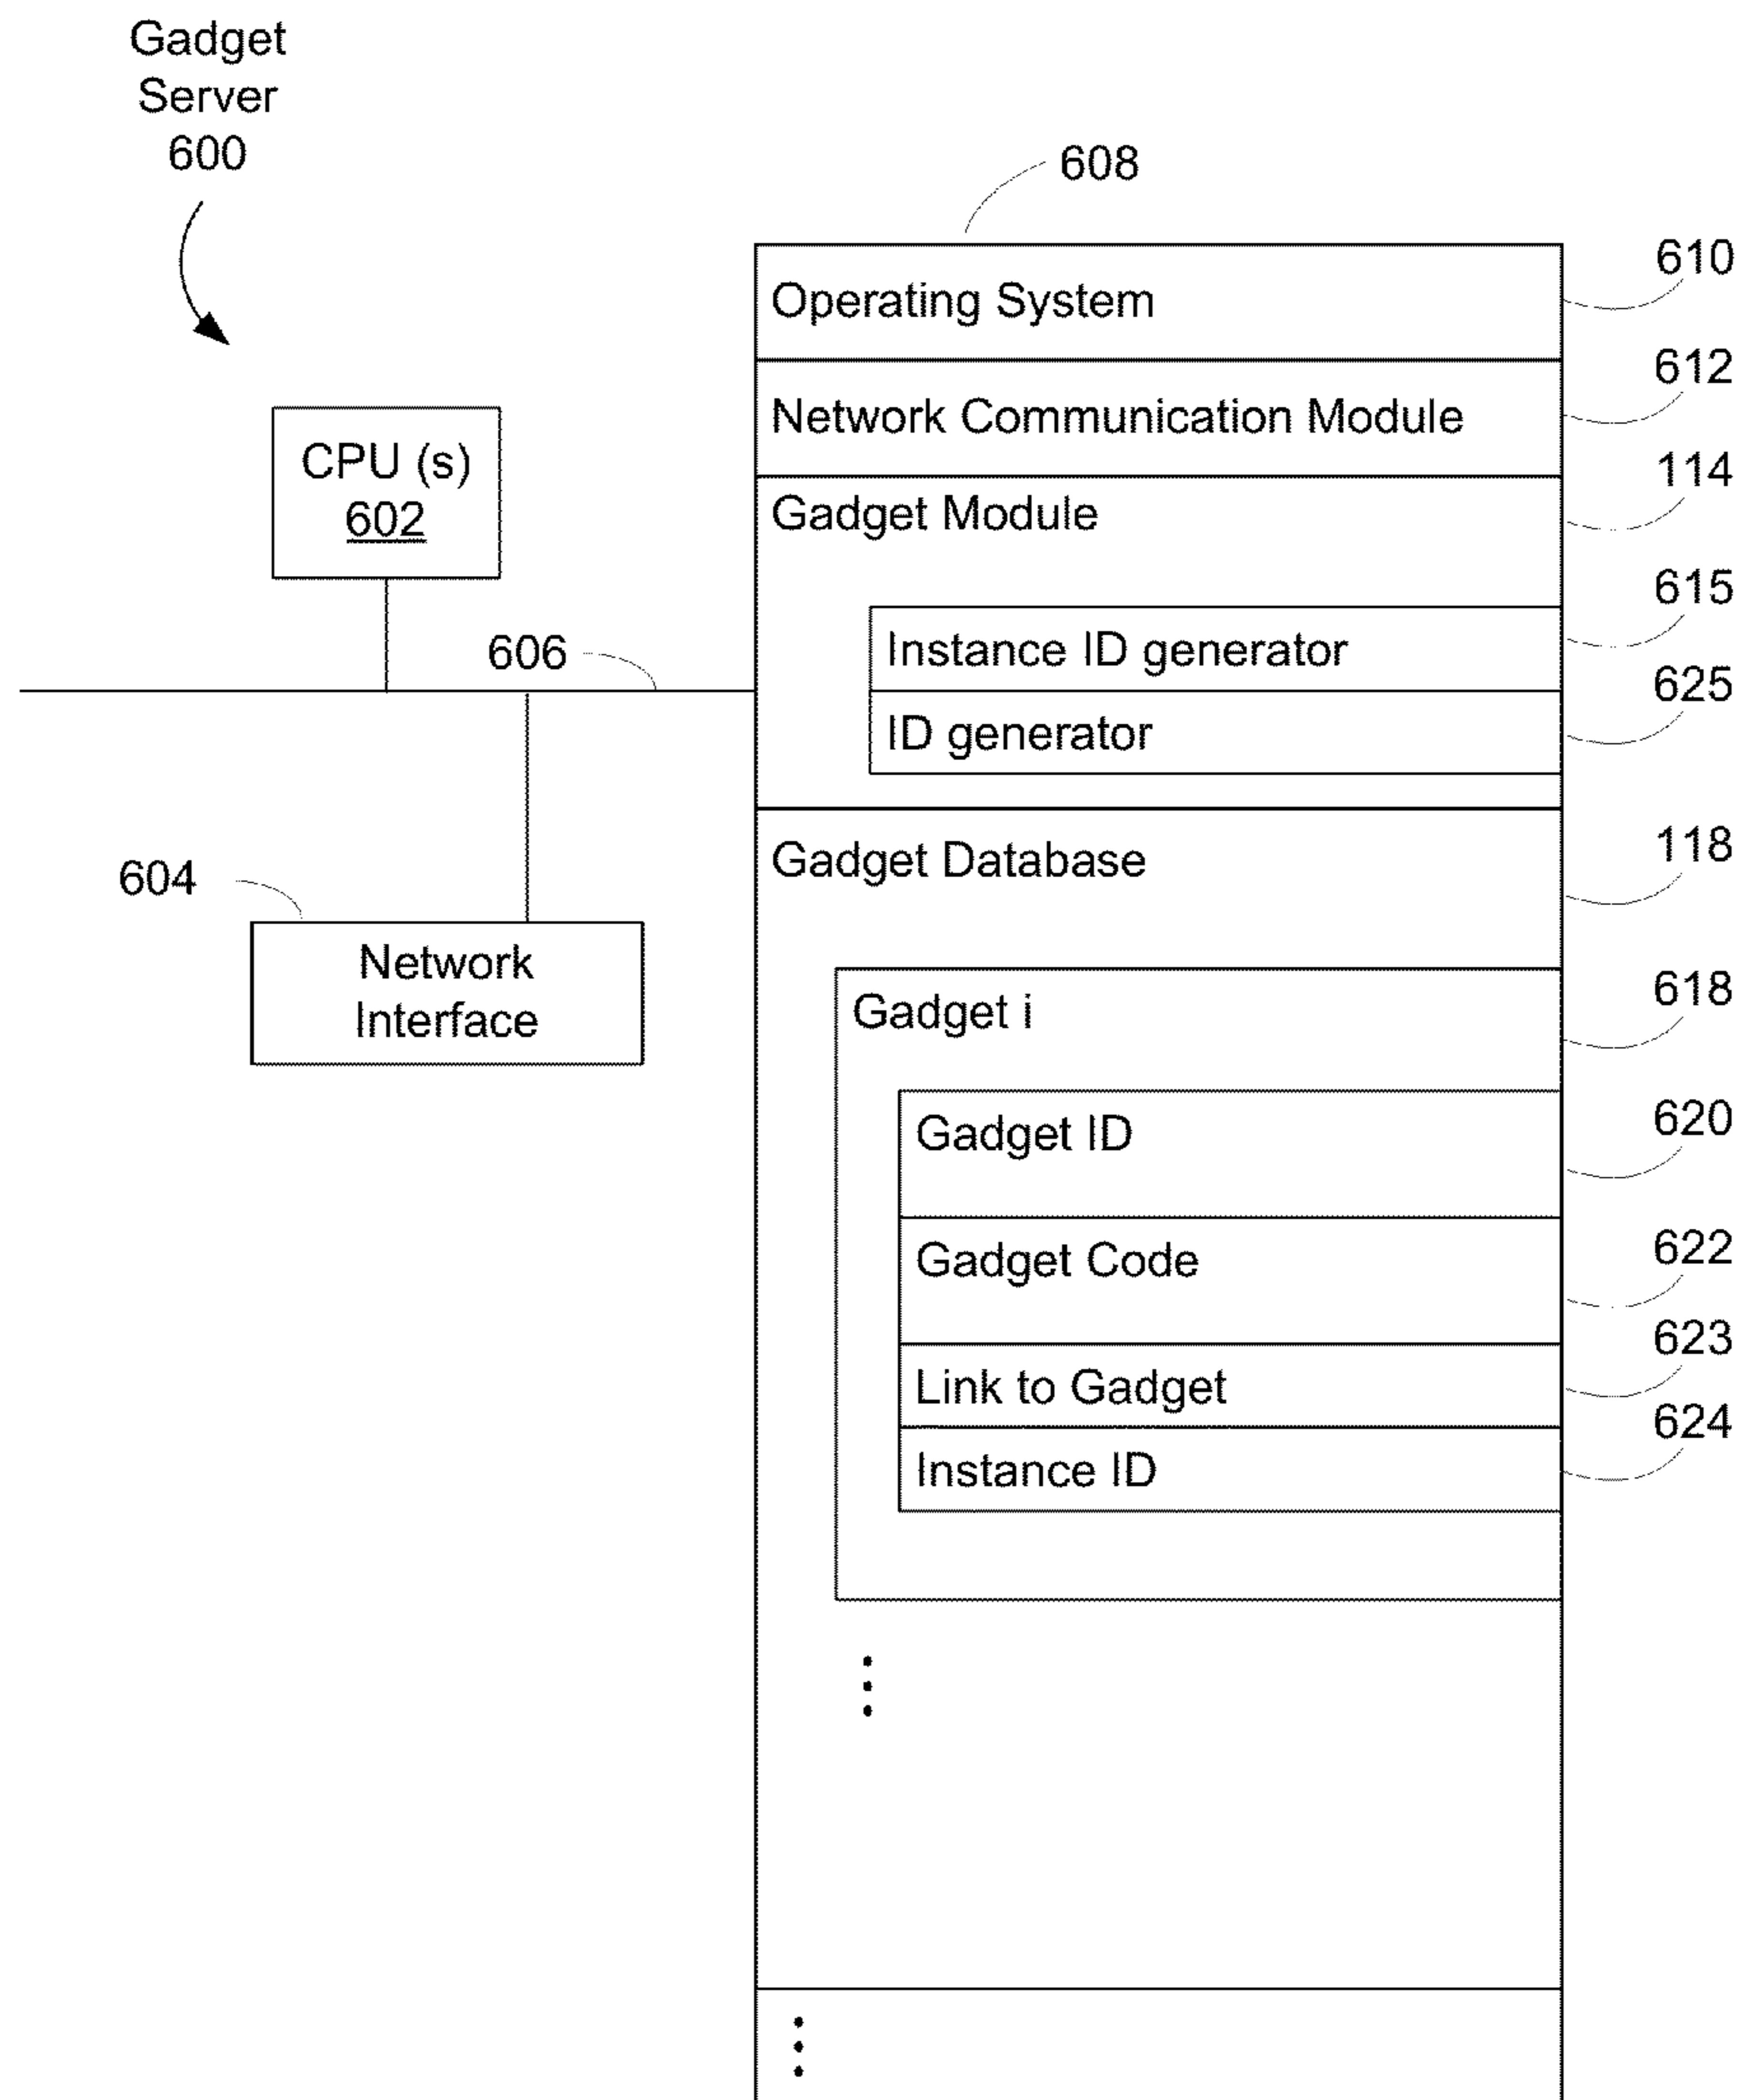 Gadget
Server
600
608
610
Operating System
612
Network Communication Module
114
Gadget Module
615
Instance ID generator
625
ID generator
CPU (s)
602
606
604
Network
Interface
118
Gadget Database
618
Gadget i
620
Gadget ID
622
Gadget Code
623
Link to Gadget
624
Instance ID